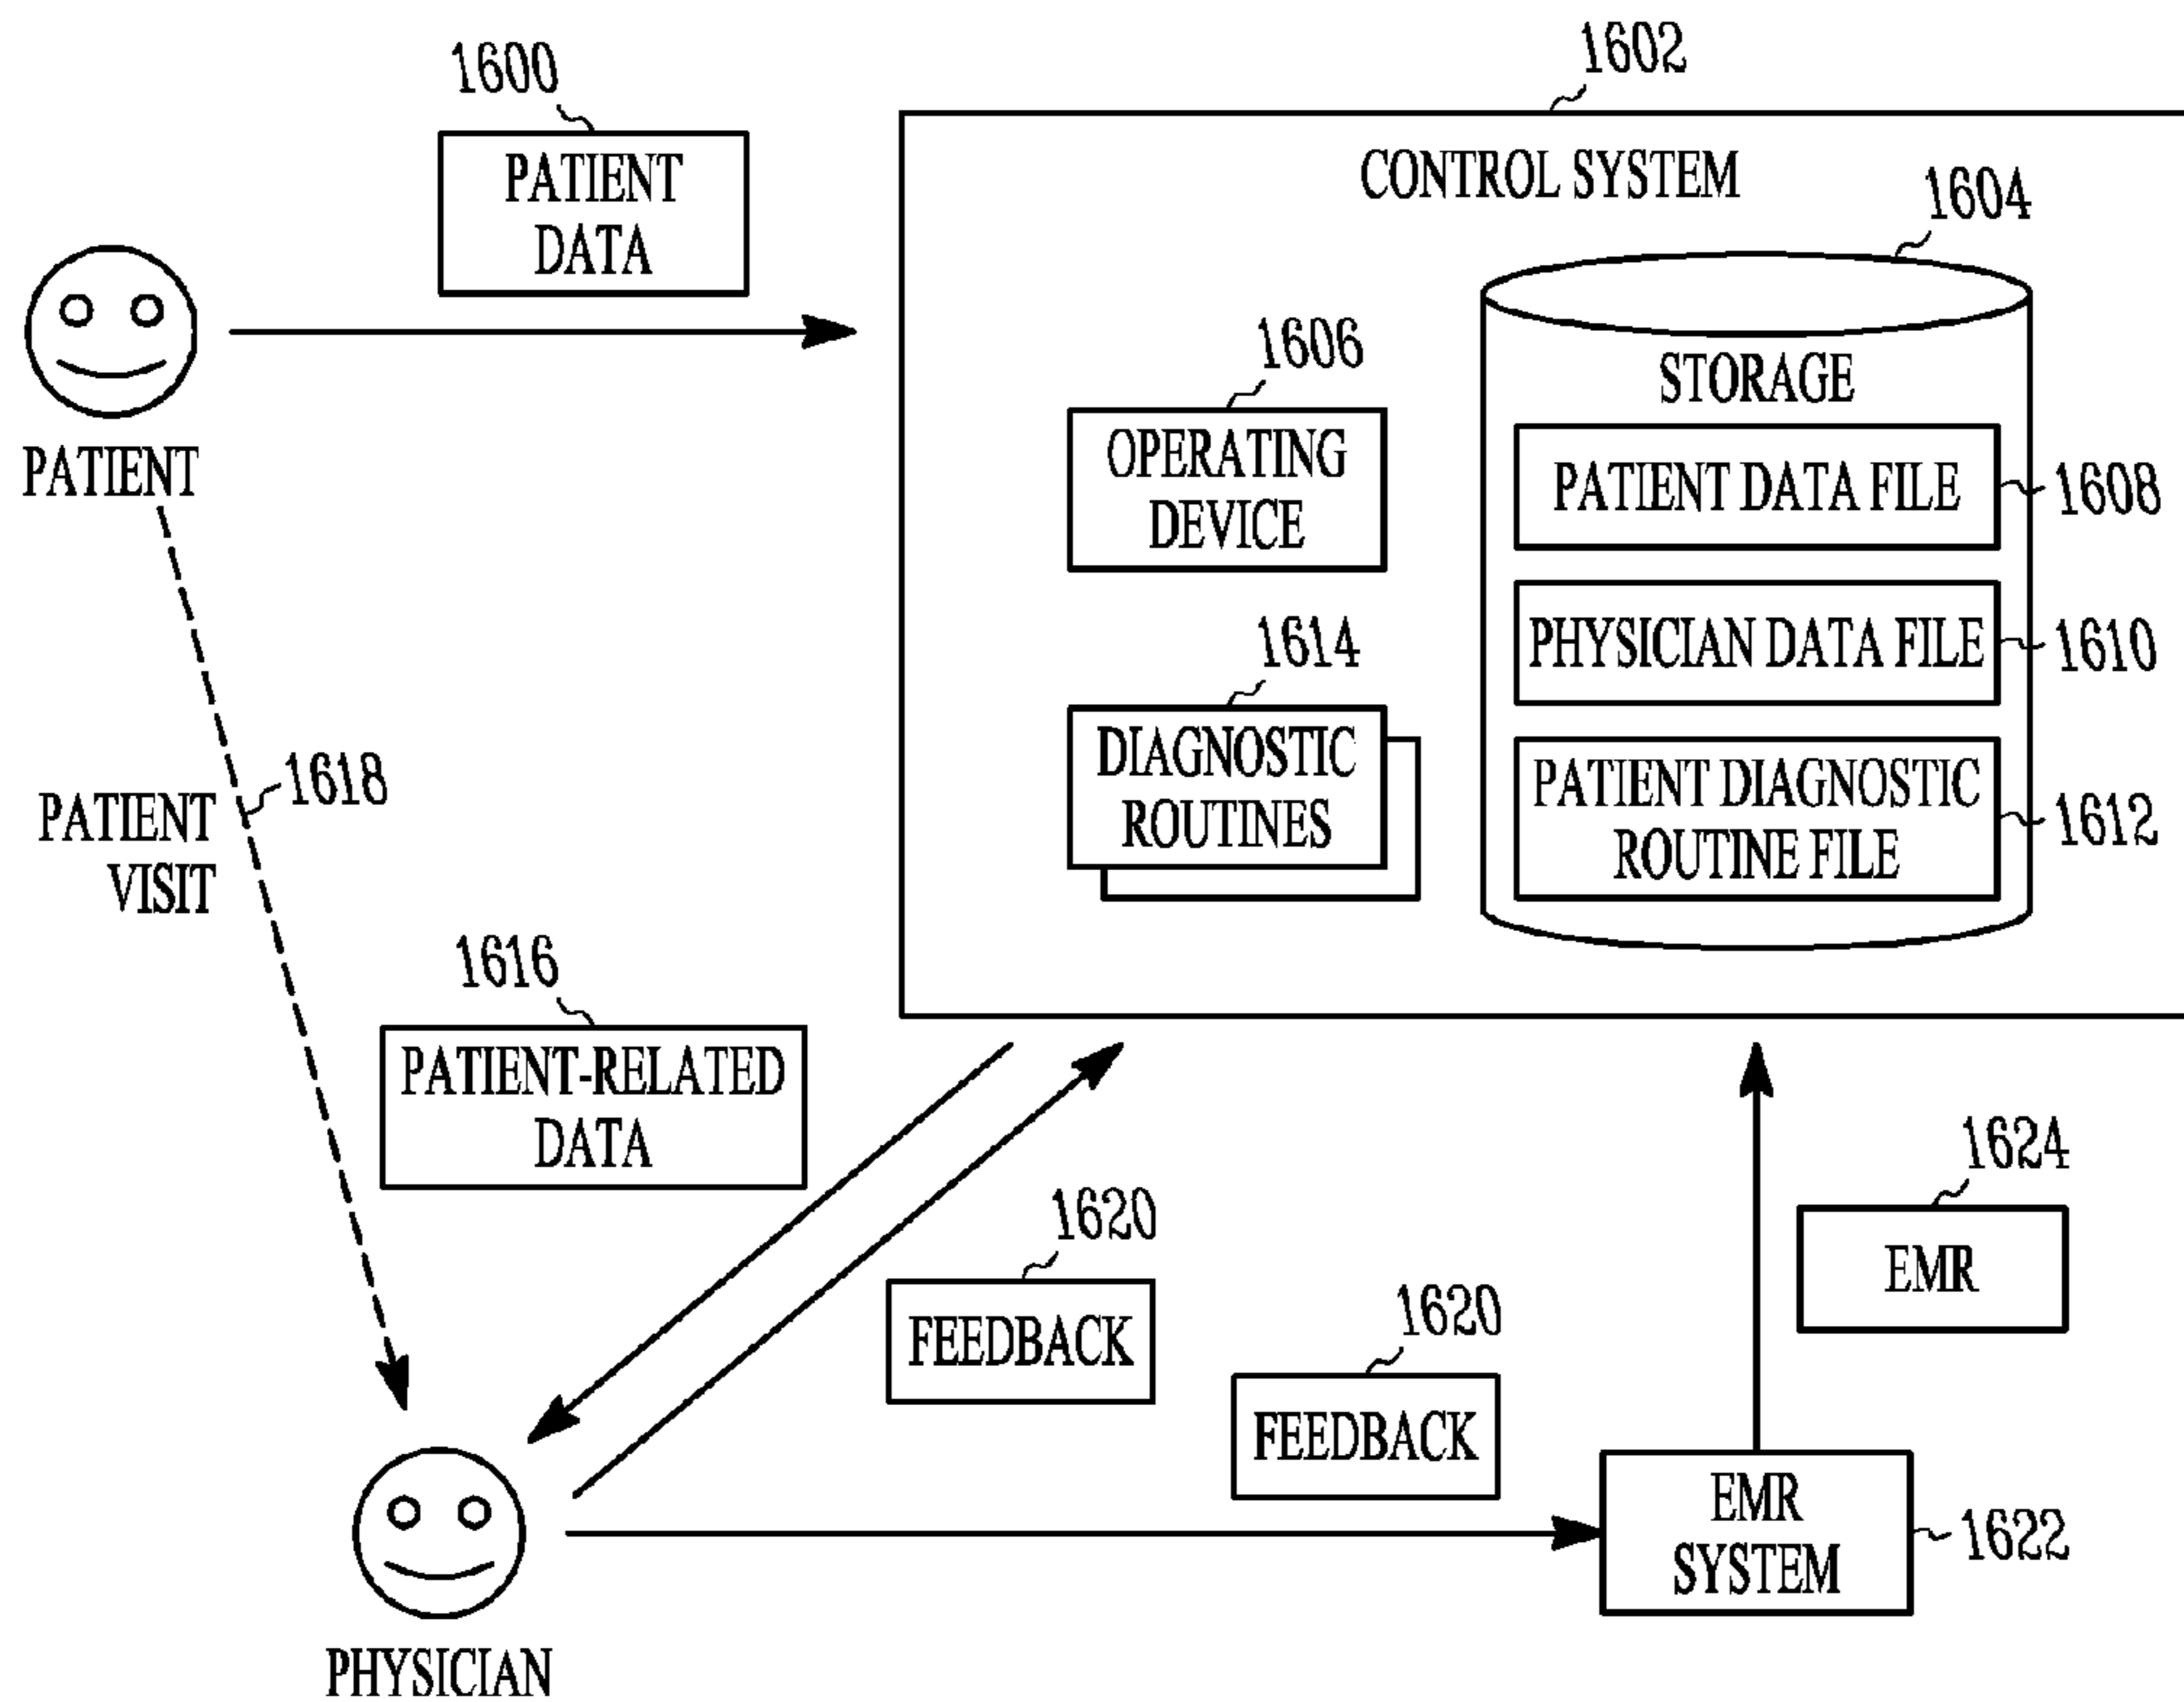 1600
1602
PATIENT
DATA
CONTROL SYSTEM
1604
PATIENT
1606
OPERATING
DEVICE
STORAGE
PATIENT DATA FILE
1608
PHYSICIAN DATA FILE
1610
1614
DIAGNOSTIC
ROUTINES
PATIENT DIAGNOSTIC
ROUTINE FILE
1612
PATIENT
VISIT
1618
1616
PATIENT-RELATED
DATA
1620
FEEDBACK
1620
FEEDBACK
1624
EMR
EMR
SYSTEM
1622
PHYSICIAN